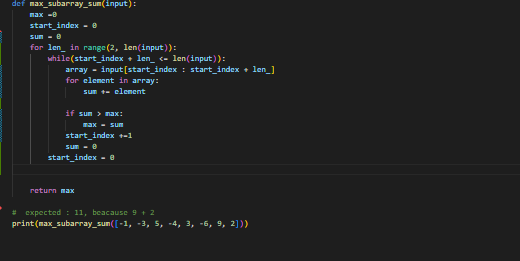 def max_subarray_sum(input):
max =0
start_index = 0
sum = 0
for len_ in range(2, len(input)):
while(start_index + len_ <= len(input)):
array = input[start_index : start_index + len_]
for element in array:
sum += element
if sum > max:
max = sum
start_index +=1
sum = 0
start_index = 0
return max
# expected : 11, beacause 9 + 2
print(max_subarray_sum([-1, -3, 5, -4, 3, -6, 9, 2]))